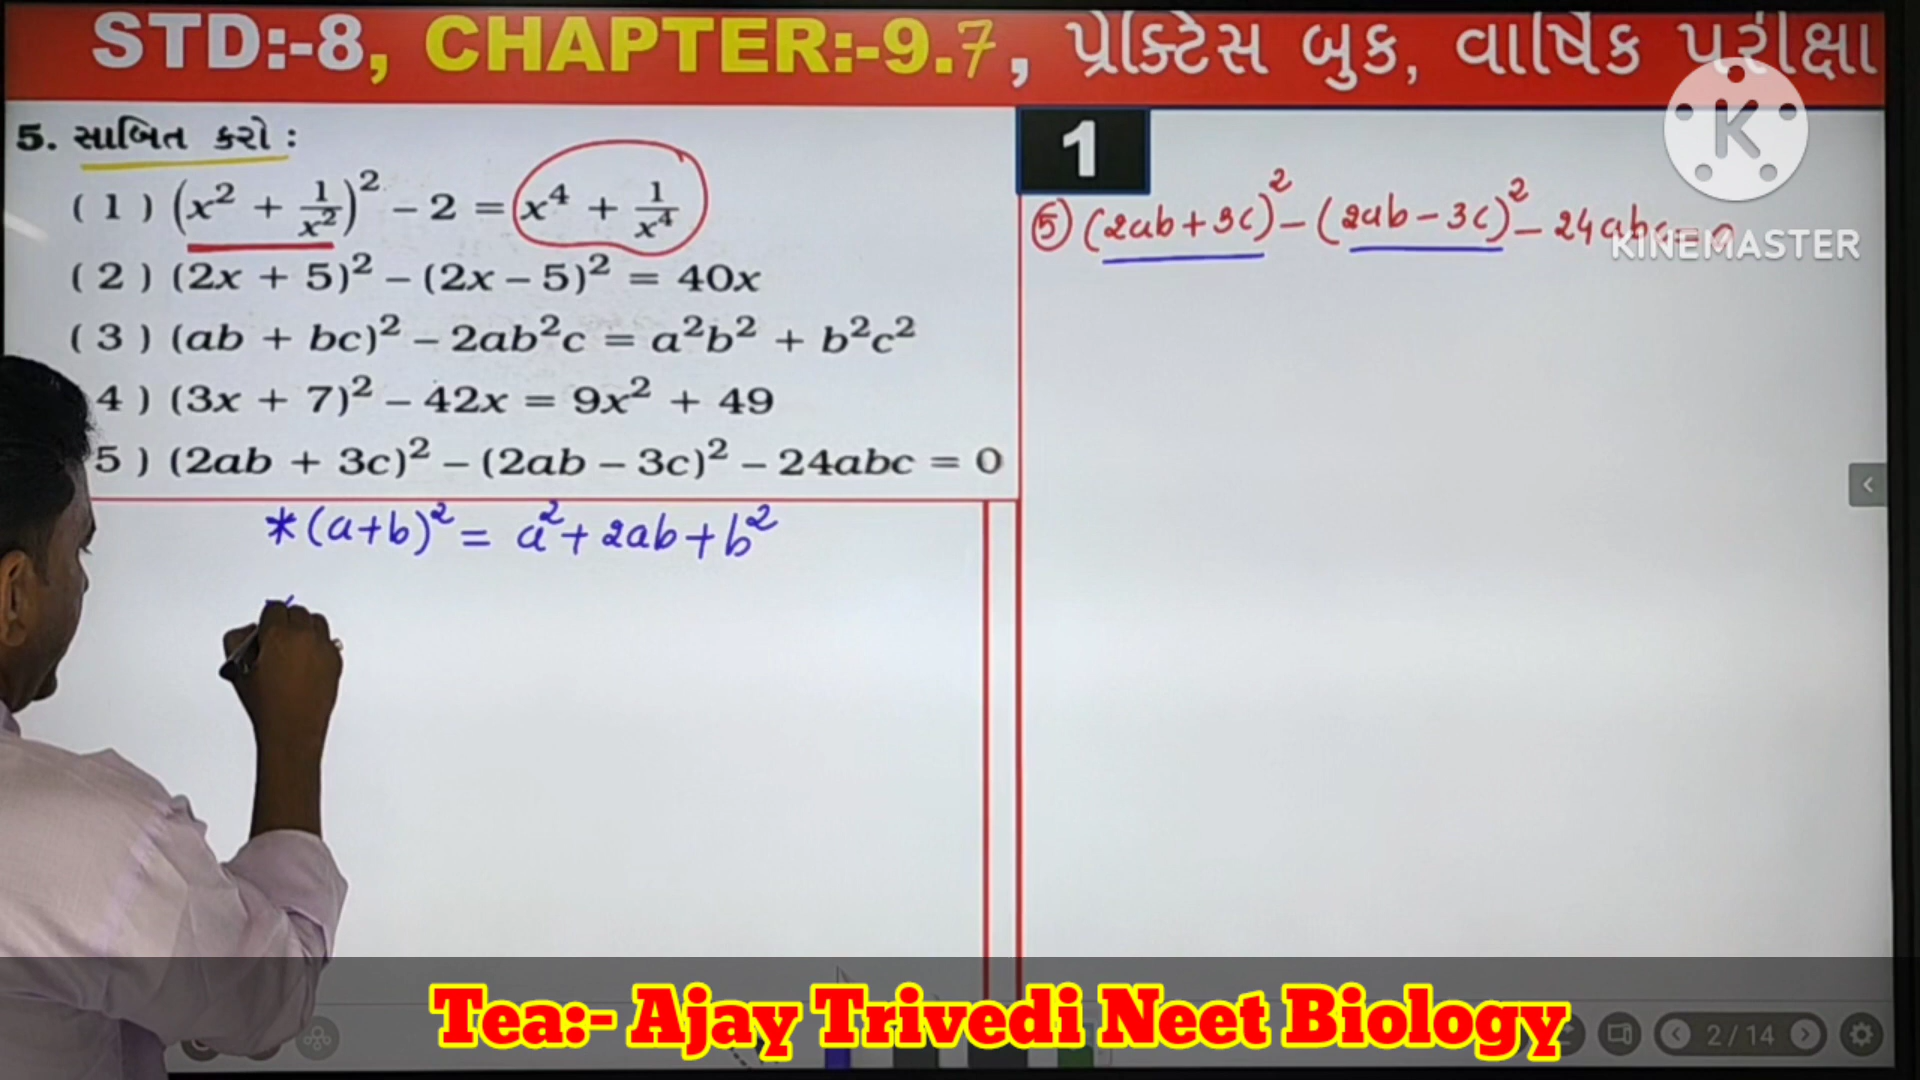 STD:-8, CHAPTER:-9.7, પ્રેક્ટિસ બુક, વાર્ષિક પરીક્ષા
5. સાબિત કરો :
( 1 ) (x² + 1/x²)² – 2 = x⁴ + 1/x⁴
( 2 ) (2x + 5)² – (2x – 5)² = 40x
( 3 ) (ab + bc)² – 2ab²c = a²b² + b²c²
4 ) (3x + 7)² – 42x = 9x² + 49
5 ) (2ab + 3c)² – (2ab – 3c)² – 24abc = 0
*(a+b)² = a² + 2ab + b²
1
⑤ (2ab + 3c)² – (2ab – 3c)² – 24abc = 0
K
KINEMASTER
Tea:- Ajay Trivedi Neet Biology
2 / 14